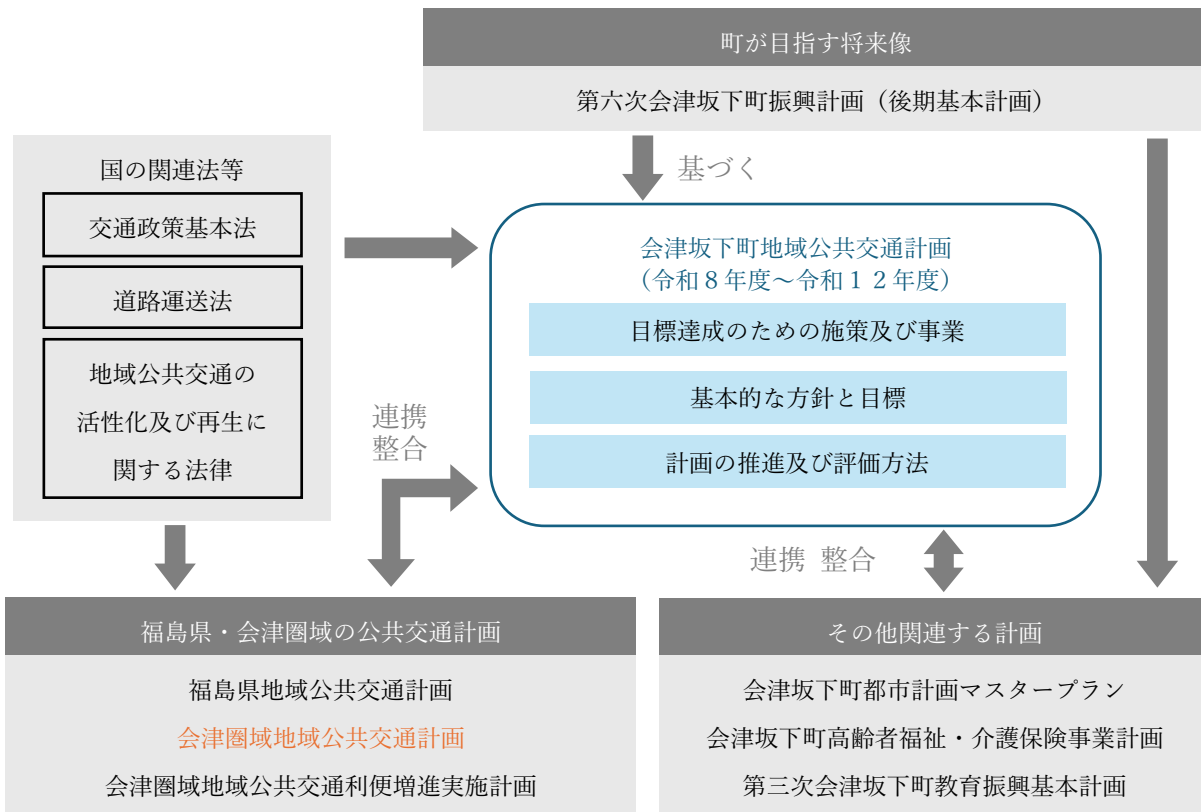 町が目指す将来像
第六次会津坂下町振興計画（後期基本計画）
国の関連法等
交通政策基本法
道路運送法
地域公共交通の
活性化及び再生に
関する法律
基づく
会津坂下町地域公共交通計画
（令和８年度～令和１２年度）
目標達成のための施策及び事業
基本的な方針と目標
計画の推進及び評価方法
連携
整合
連携 整合
福島県・会津圏域の公共交通計画
福島県地域公共交通計画
会津圏域地域公共交通計画
会津圏域地域公共交通利便増進実施計画
その他関連する計画
会津坂下町都市計画マスタープラン
会津坂下町高齢者福祉・介護保険事業計画
第三次会津坂下町教育振興基本計画